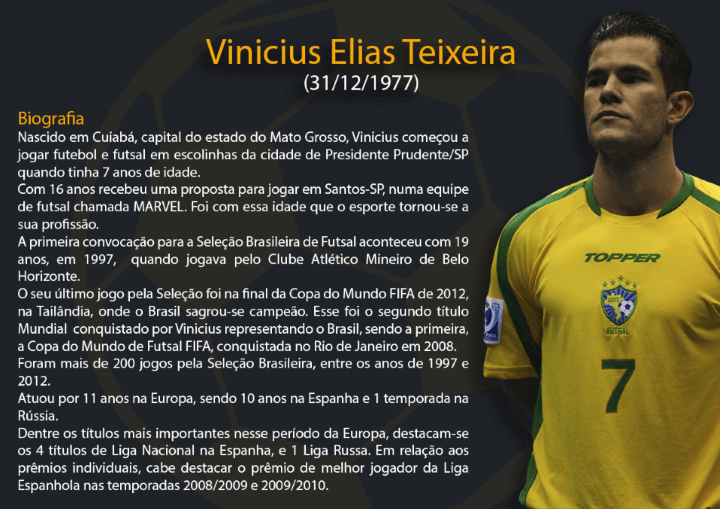 Vinicius Elias Teixeira
(31/12/1977)
Biografia
Nascido em Cuiabá, capital do estado do Mato Grosso, Vinicius começou a
jogar futebol e futsal em escolinhas da cidade de Presidente Prudente/SP
quando tinha 7 anos de idade.
Com 16 anos recebeu uma proposta para jogar em Santos-SP, numa equipe
de futsal chamada MARVEL. Foi com essa idade que o esporte tornou-se a
sua profissão.
A primeira convocação para a Seleção Brasileira de Futsal aconteceu com 19
anos, em 1997, quando jogava pelo Clube Atlético Mineiro de Belo
Horizonte.
O seu último jogo pela Seleção foi na final da Copa do Mundo FIFA de 2012,
na Tailândia, onde o Brasil sagrou-se campeão. Esse foi o segundo título
Mundial conquistado por Vinicius representando o Brasil, sendo a primeira,
a Copa do Mundo de Futsal FIFA, conquistada no Rio de Janeiro em 2008.
Foram mais de 200 jogos pela Seleção Brasileira, entre os anos de 1997 e
2012.
Atuou por 11 anos na Europa, sendo 10 anos na Espanha e 1 temporada na
Rússia.
Dentre os títulos mais importantes nesse período da Europa, destacam-se
os 4 títulos de Liga Nacional na Espanha, e 1 Liga Russa. Em relação aos
prêmios individuais, cabe destacar o prêmio de melhor jogador da Liga
Espanhola nas temporadas 2008/2009 e 2009/2010.
TOPPER
FUTSAL
7